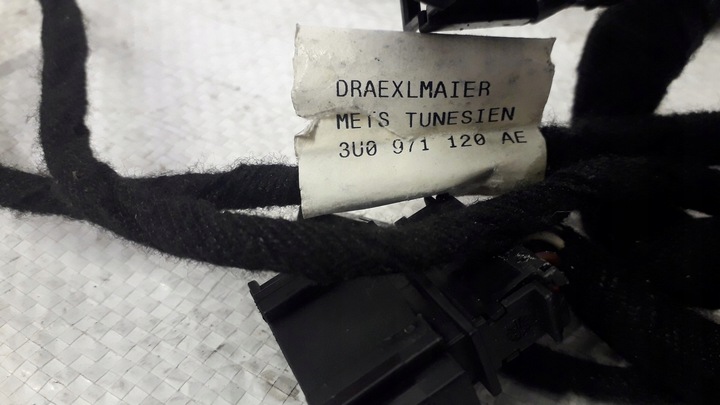 DRAEXLMAIER
METS TUNESIEN
3U0 971 120 AE